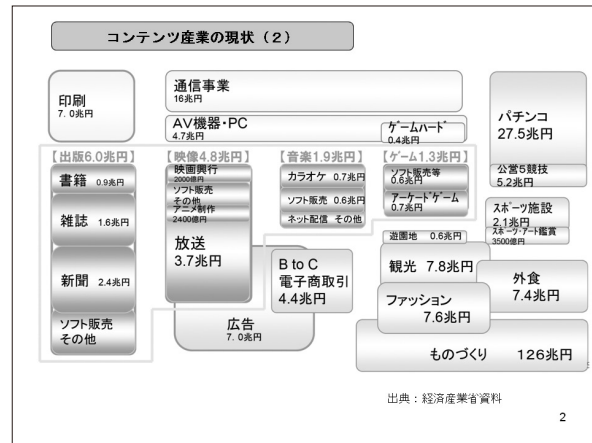 コンテンツ産業の現状（２）
印刷
7. 0兆円
通信事業
16兆円
AV機器・PC
4.7兆円
ゲームハード
0.4兆円
パチンコ
27.5兆円
公営5競技
5.2兆円
【出版6.0兆円】
書籍 0.9兆円
雑誌 1.6兆円
新聞 2.4兆円
ソフト販売
その他
【映像4.8兆円】
映画興行
2000億円
ソフト販売
その他
アニメ制作
2400億円
放送
3.7兆円
【音楽1.9兆円】
カラオケ 0.7兆円
ソフト販売 0.6兆円
ネット配信 その他
【ゲーム1.3兆円】
ソフト販売等
0.6兆円
アーケードゲーム
0.7兆円
スポーツ施設
2.1兆円
スポーツ・アート鑑賞
3500億円
遊園地 0.6兆円
観光 7.8兆円
B to C
電子商取引
4.4兆円
外食
7.4兆円
ファッション
7.6兆円
広告
7. 0兆円
ものづくり 126兆円
出典：経済産業省資料
2